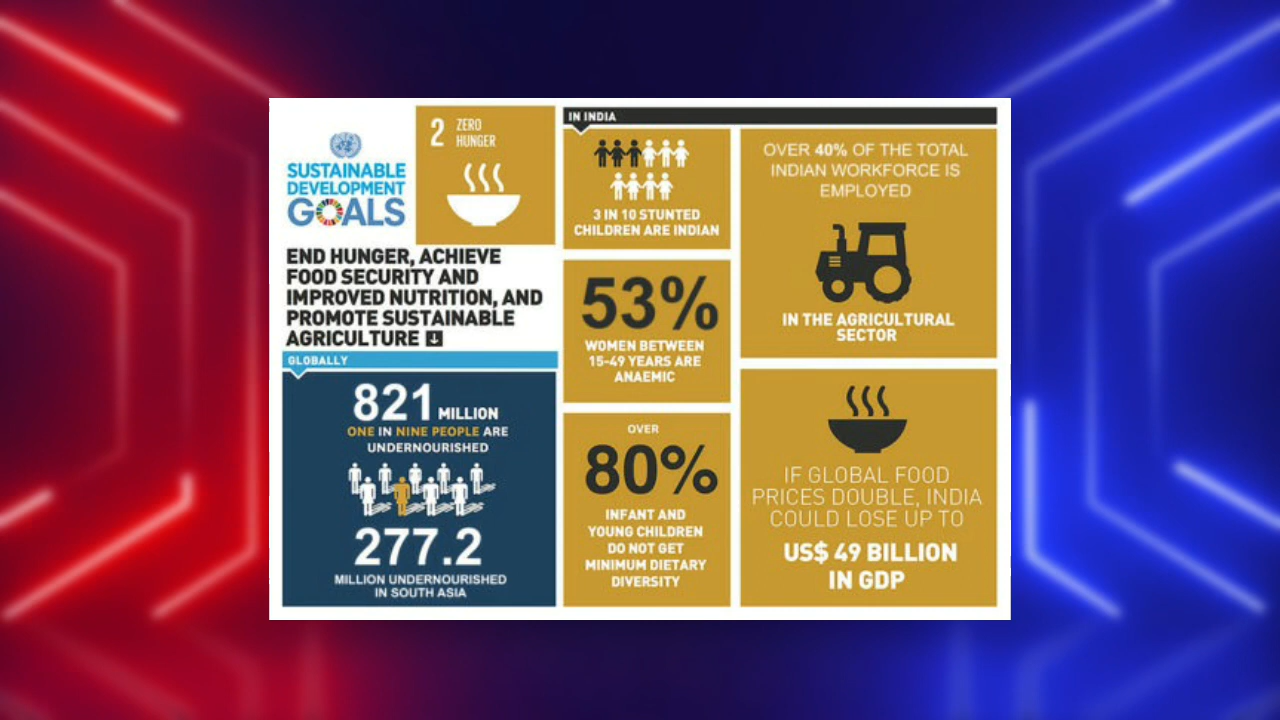 SUSTAINABLE
DEVELOPMENT
GOALS
2 ZERO
HUNGER
END HUNGER, ACHIEVE
FOOD SECURITY AND
IMPROVED NUTRITION, AND
PROMOTE SUSTAINABLE
AGRICULTURE
GLOBALLY
821 MILLION
ONE IN NINE PEOPLE ARE
UNDERNOURISHED
277.2
MILLION UNDERNOURISHED
IN SOUTH ASIA
IN INDIA
3 IN 10 STUNTED
CHILDREN ARE INDIAN
53%
WOMEN BETWEEN
15-49 YEARS ARE
ANAEMIC
OVER
80%
INFANT AND
YOUNG CHILDREN
DO NOT GET
MINIMUM DIETARY
DIVERSITY
OVER 40% OF THE TOTAL
INDIAN WORKFORCE IS
EMPLOYED
IN THE AGRICULTURAL
SECTOR
IF GLOBAL FOOD
PRICES DOUBLE, INDIA
COULD LOSE UP TO
US$ 49 BILLION
IN GDP